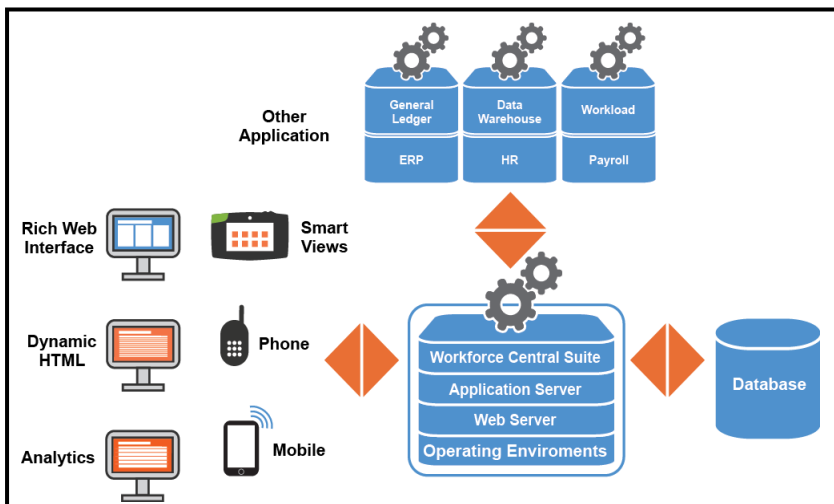 Other
Application
General
Ledger
Data
Warehouse
Workload
ERP
HR
Payroll
Rich Web
Interface
Smart
Views
Dynamic
HTML
Phone
Analytics
Mobile
Workforce Central Suite
Application Server
Web Server
Operating Enviroments
Database